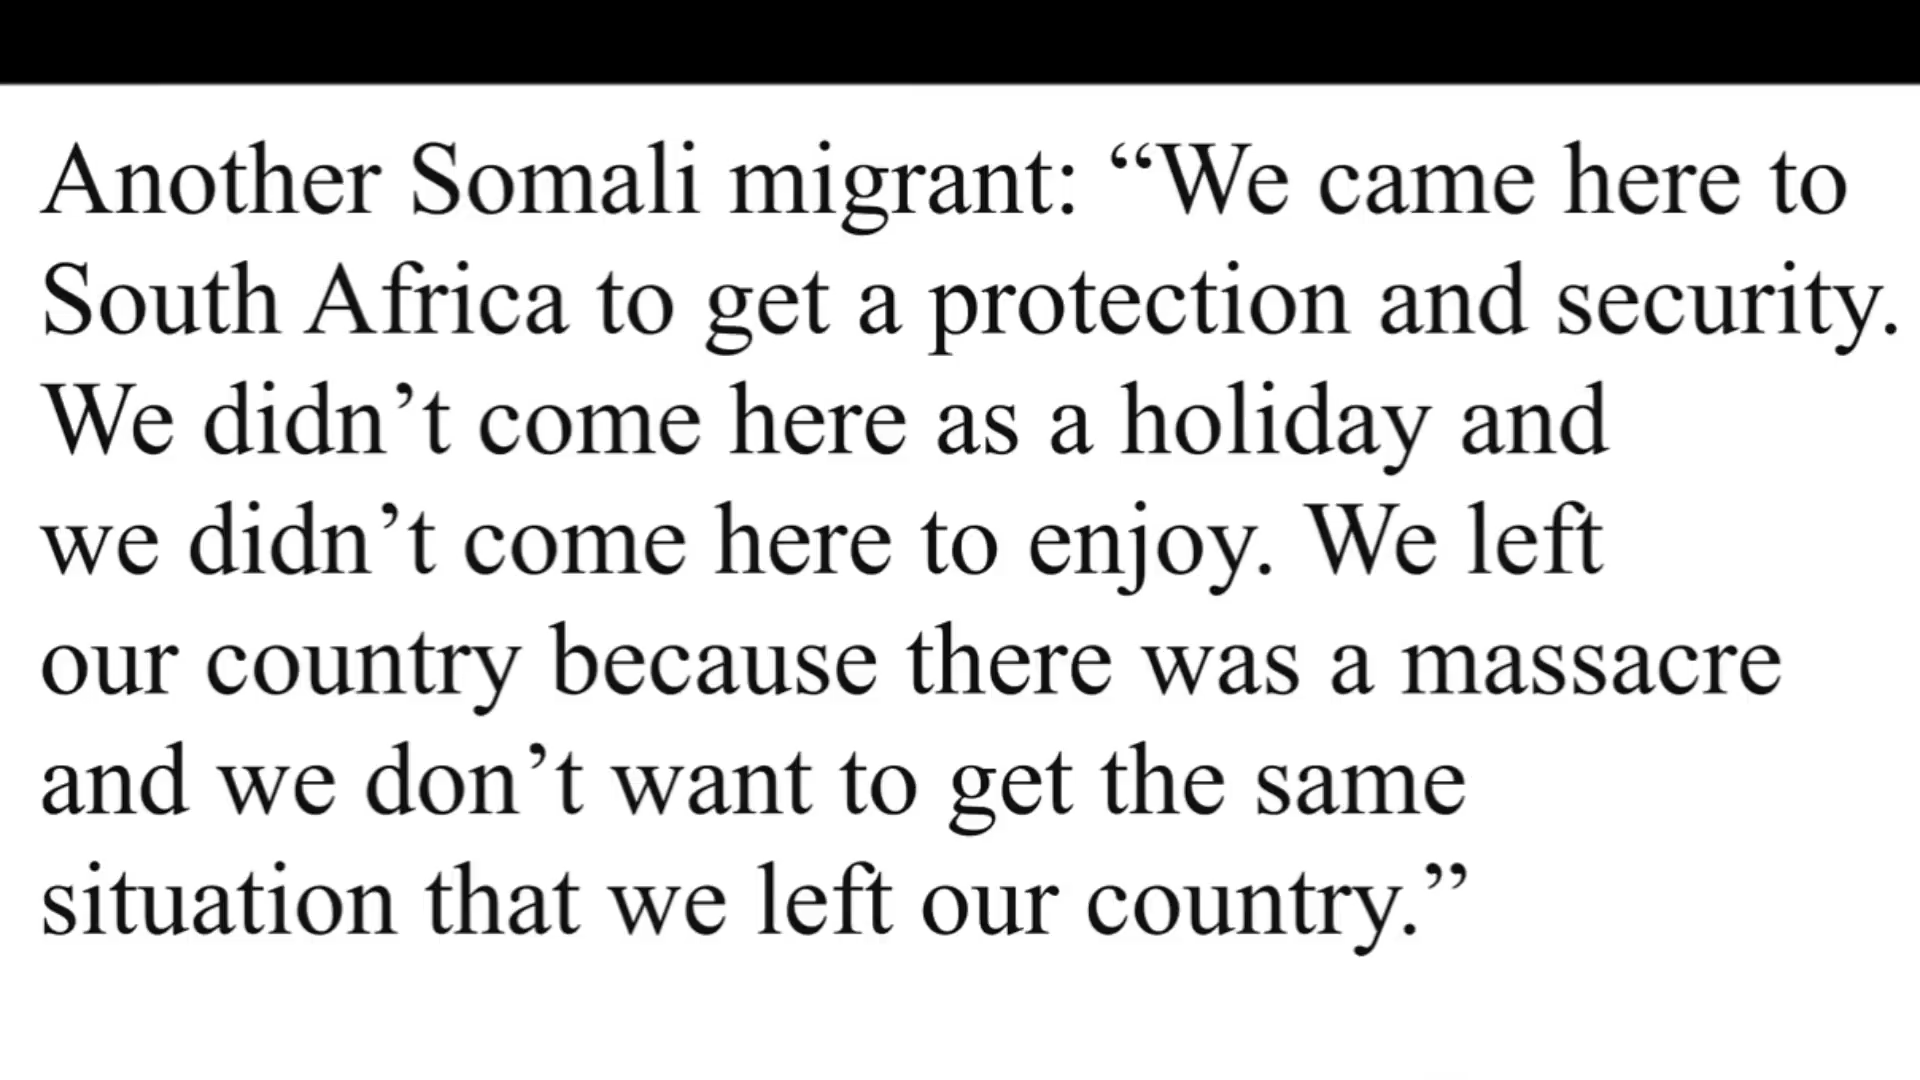 Another Somali migrant: “We came here to
South Africa to get a protection and security.
We didn’t come here as a holiday and
we didn’t come here to enjoy. We left
our country because there was a massacre
and we don’t want to get the same
situation that we left our country.”